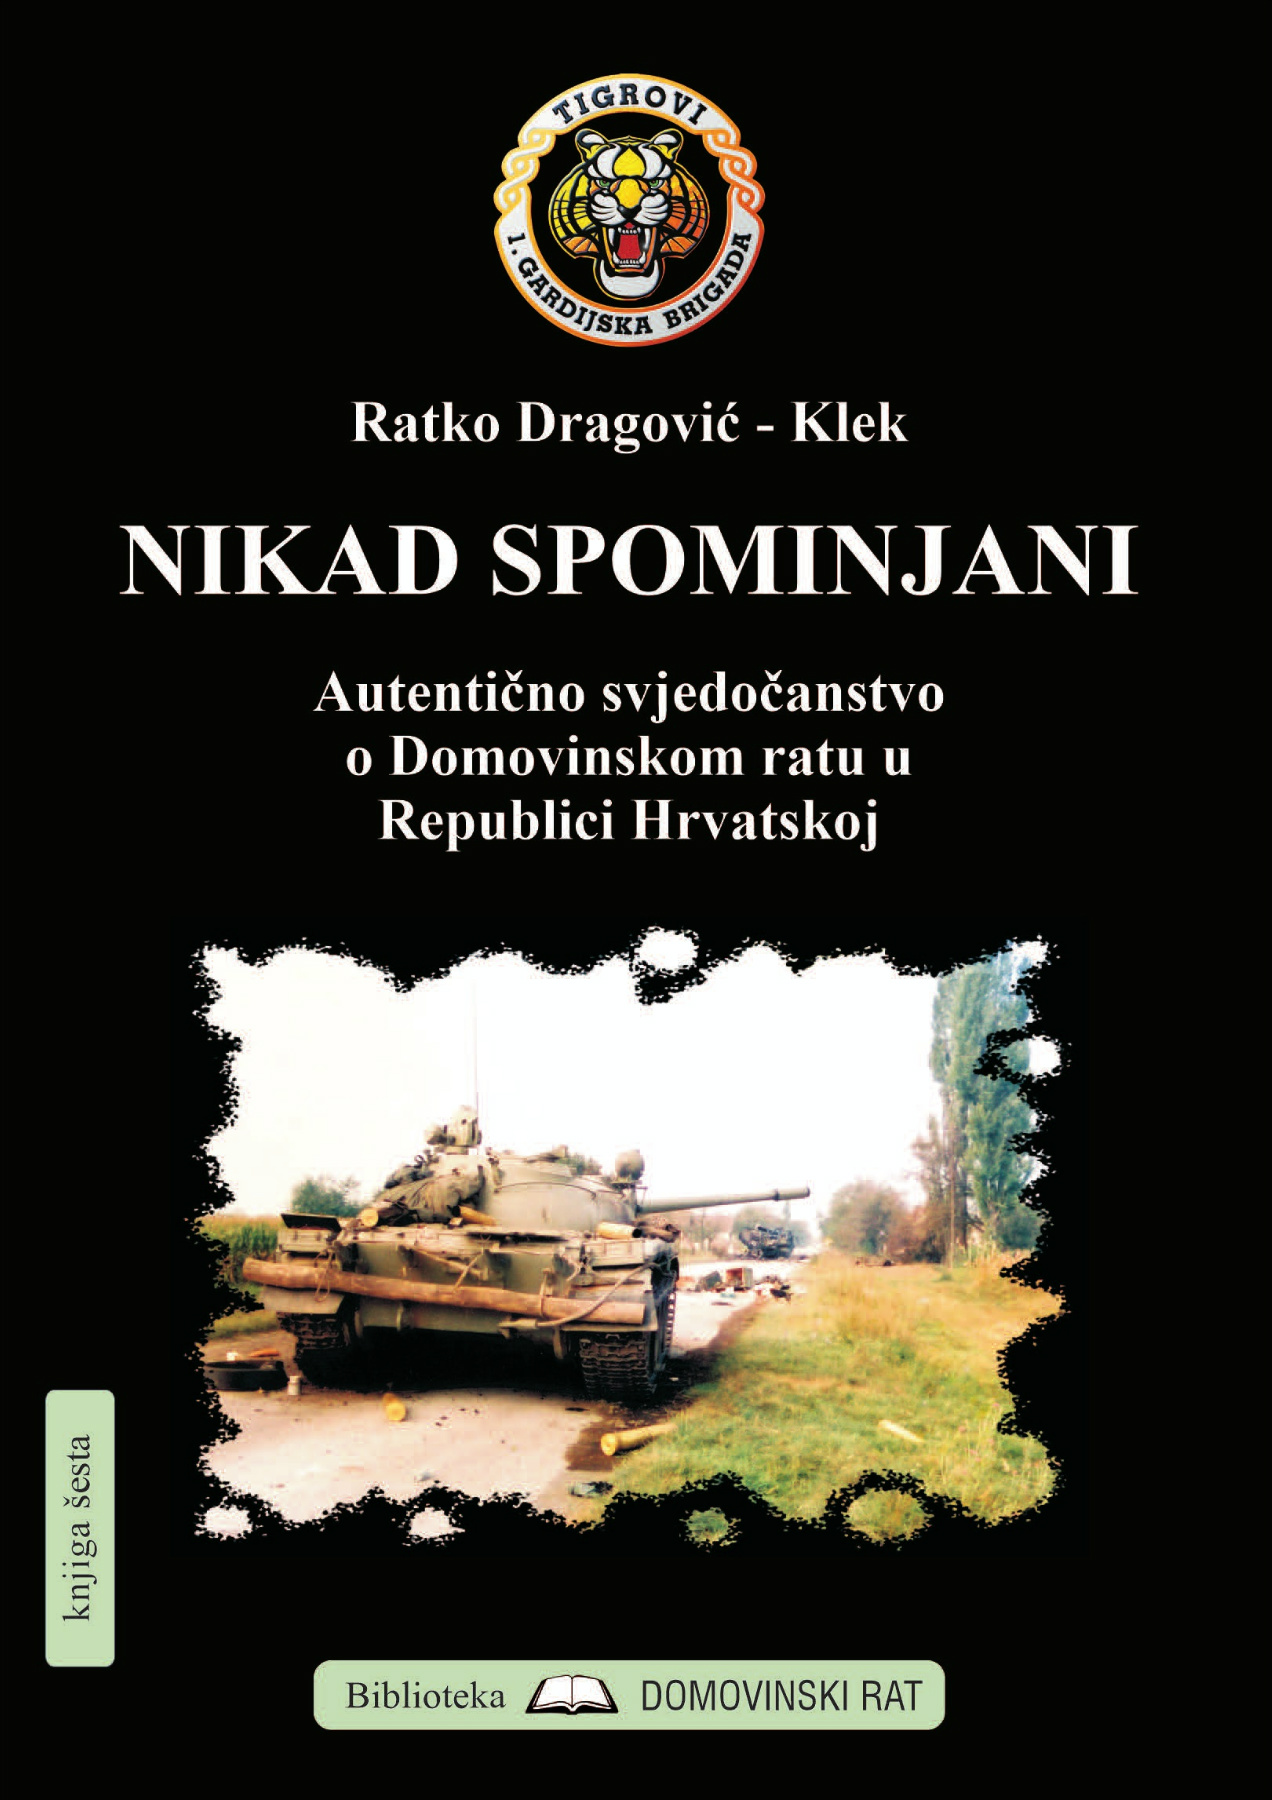 TIGROVI
1. GARDIJSKA BRIGADA
Ratko Dragović - Klek
NIKAD SPOMINJANI
Autentično svjedočanstvo
o Domovinskom ratu u
Republici Hrvatskoj
knjiga šesta
Biblioteka DOMOVINSKI RAT